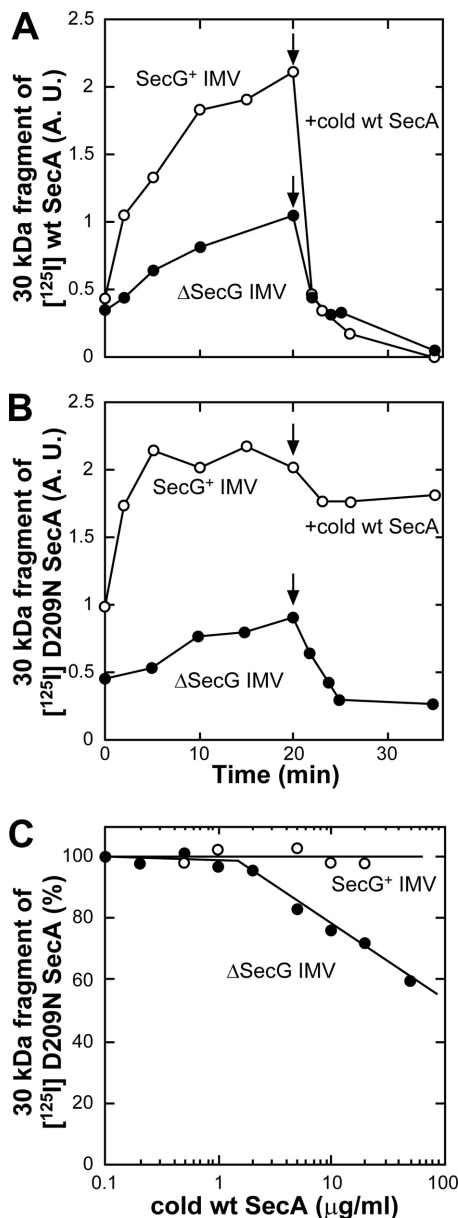 A
30 kDa fragment of
[¹²⁵I] wt SecA (A. U.)
2.5
2
1.5
1
0.5
0
SecG⁺ IMV
+cold wt SecA
ΔSecG IMV
B
30 kDa fragment of
[¹²⁵I] D209N SecA (A. U.)
2.5
2
1.5
1
0.5
0
SecG⁺ IMV
+cold wt SecA
ΔSecG IMV
0 10 20 30
Time (min)
C
30 kDa fragment of
[¹²⁵I] D209N SecA (%)
100
80
60
40
20
0
SecG⁺ IMV
ΔSecG IMV
0.1 1 10 100
cold wt SecA (μg/ml)